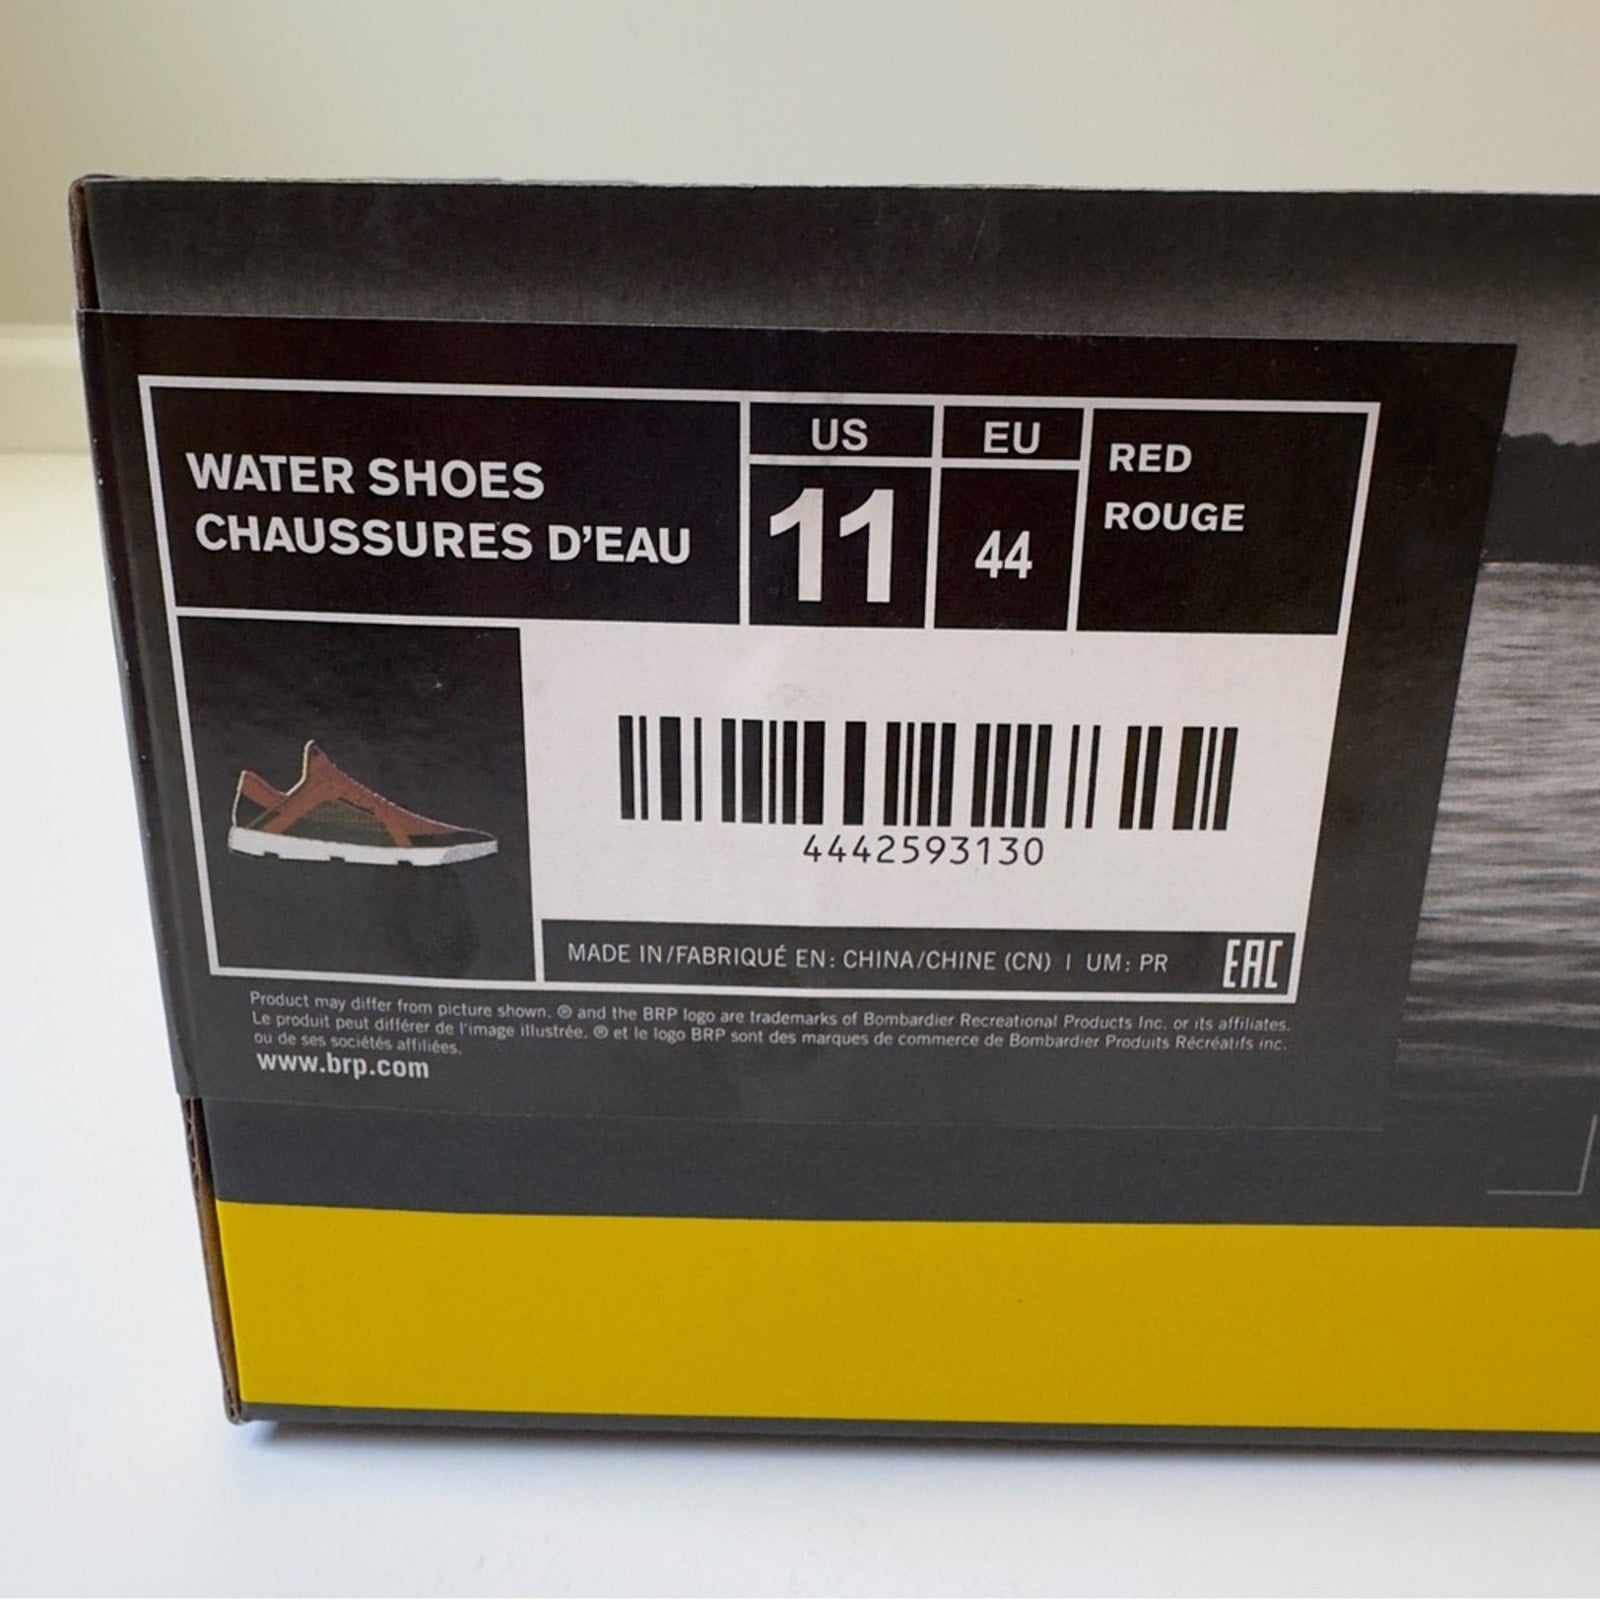 WATER SHOES
CHAUSSURES D'EAU
US
11
EU
44
RED
ROUGE
4442593130
MADE IN/FABRIQUÉ EN: CHINA/CHINE (CN) | UM: PR
EAC
Product may differ from picture shown. ® and the BRP logo are trademarks of Bombardier Recreational Products Inc. or its affiliates.
Le produit peut différer de l'image illustrée. ® et le logo BRP sont des marques de commerce de Bombardier Produits Récréatifs inc.
ou de ses sociétés affiliées.
www.brp.com